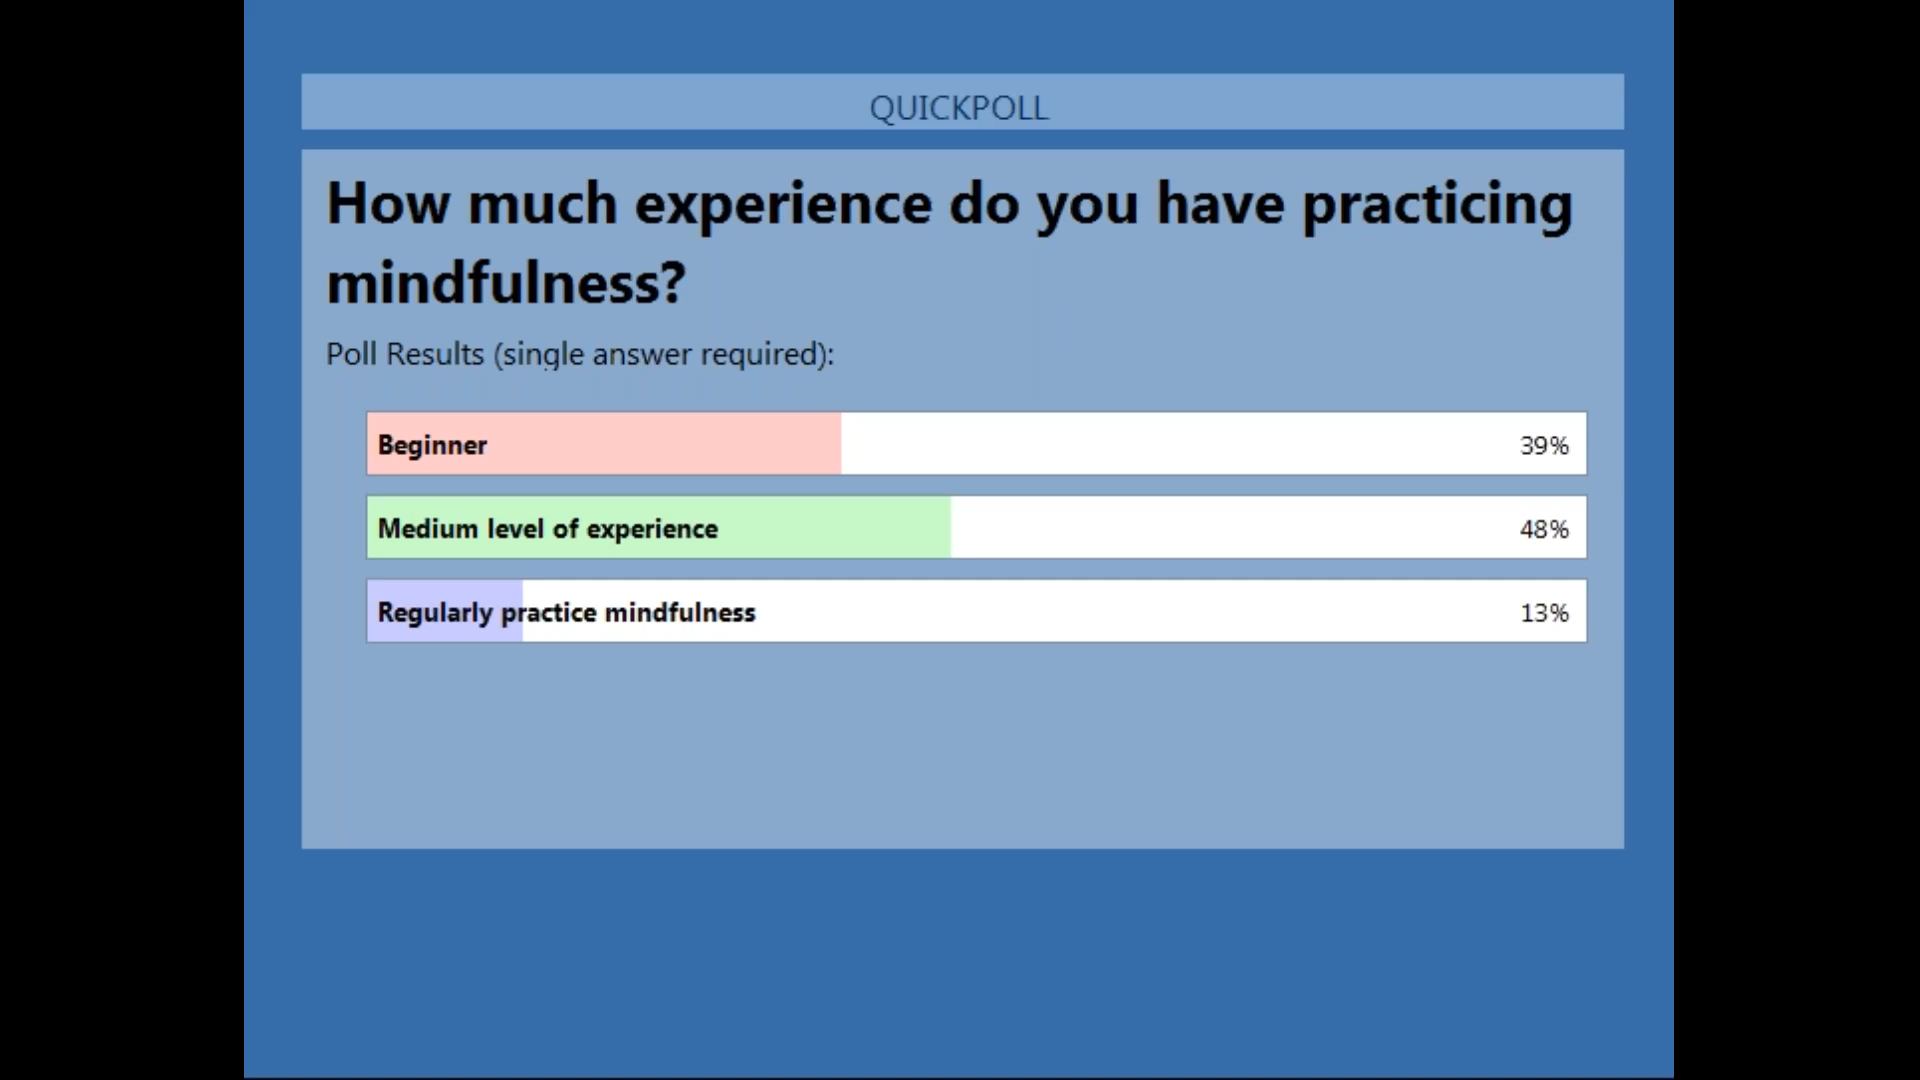 QUICKPOLL
How much experience do you have practicing
mindfulness?
Poll Results (single answer required):
Beginner 39%
Medium level of experience 48%
Regularly practice mindfulness 13%